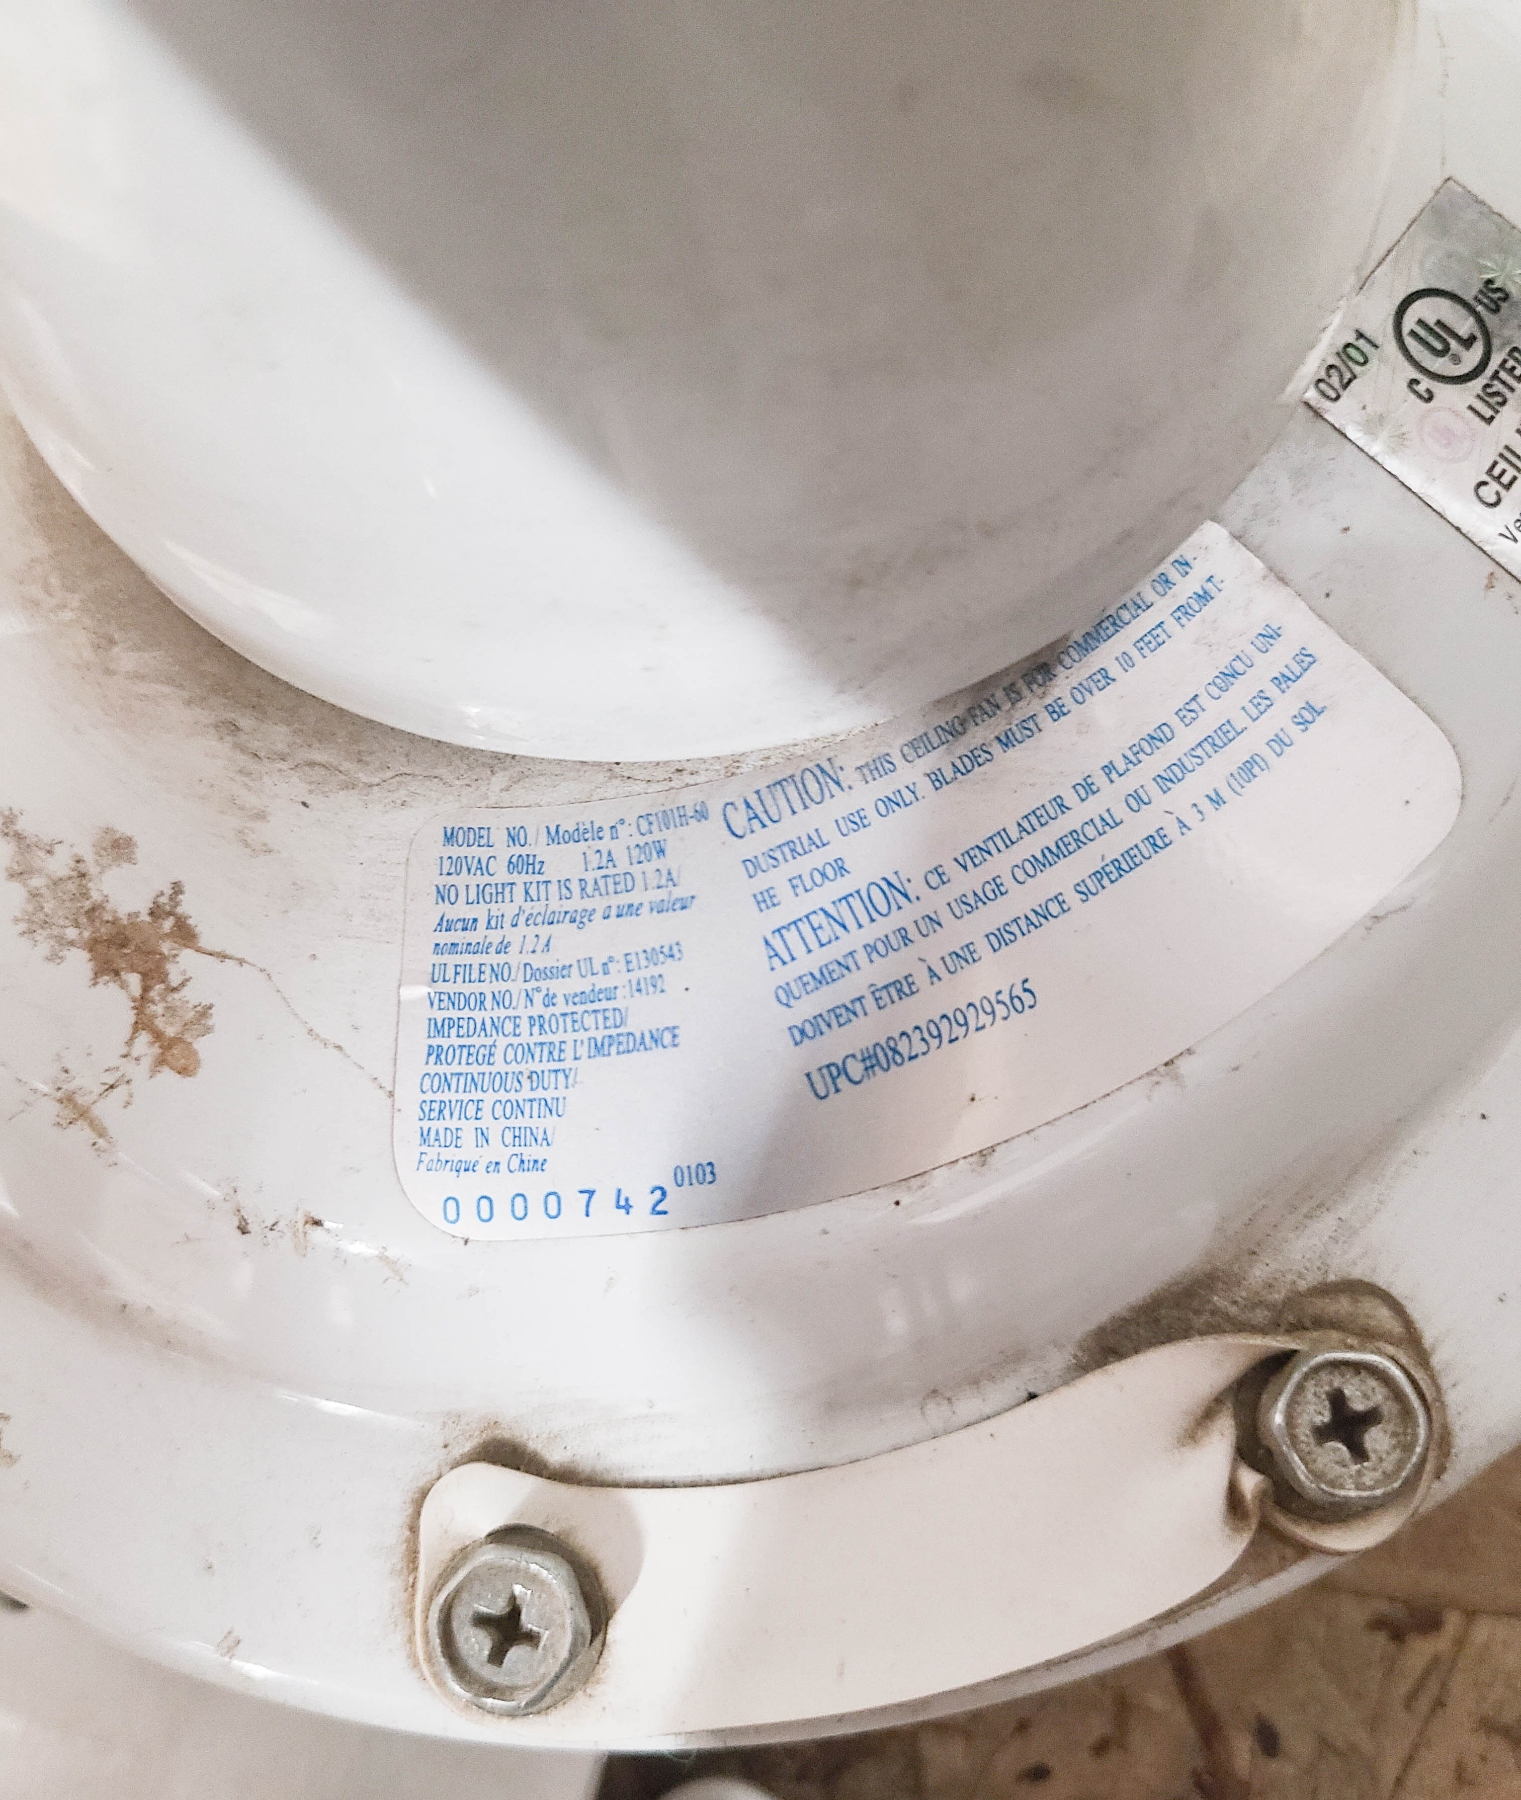 MODEL NO./ Modèle n°: CF101H-60
120VAC 60Hz 1.2A 120W
NO LIGHT KIT IS RATED 1.2A/
Aucun kit d'éclairage a une valeur
nominale de 1.2 A
UL FILE NO./ Dossier UL n°: E130543
VENDOR NO./ N° de vendeur :14192
IMPEDANCE PROTECTED/
PROTEGÉ CONTRE L'IMPEDANCE
CONTINUOUS DUTY/
SERVICE CONTINU
MADE IN CHINA/
Fabriqué en Chine
0000742 0103
CAUTION: THIS CEILING FAN IS FOR COMMERCIAL OR IN-
DUSTRIAL USE ONLY. BLADES MUST BE OVER 10 FEET FROM T-
HE FLOOR
ATTENTION: CE VENTILATEUR DE PLAFOND EST CONCU UNI-
QUEMENT POUR UN USAGE COMMERCIAL OU INDUSTRIEL LES PALES
DOIVENT ÊTRE À UNE DISTANCE SUPÉRIEURE À 3 M (10PI) DU SOL.
UPC#082392929565
02/01
C UL US
®
LISTED